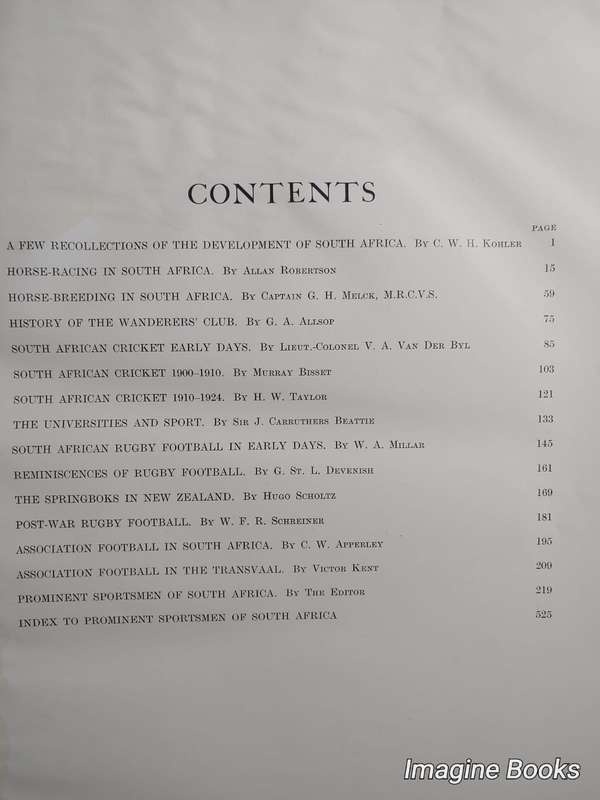 CONTENTS
PAGE
A FEW RECOLLECTIONS OF THE DEVELOPMENT OF SOUTH AFRICA. By C. W. H. Kohler 1
HORSE-RACING IN SOUTH AFRICA. By Allan Robertson 15
HORSE-BREEDING IN SOUTH AFRICA. By Captain G. H. Melck, M.R.C.V.S. 59
HISTORY OF THE WANDERERS' CLUB. By G. A. Allsop 75
SOUTH AFRICAN CRICKET EARLY DAYS. By Lieut.-Colonel V. A. Van Der Byl 85
SOUTH AFRICAN CRICKET 1900–1910. By Murray Bisset 103
SOUTH AFRICAN CRICKET 1910–1924. By H. W. Taylor 121
THE UNIVERSITIES AND SPORT. By Sir J. Carruthers Beattie 133
SOUTH AFRICAN RUGBY FOOTBALL IN EARLY DAYS. By W. A. Millar 145
REMINISCENCES OF RUGBY FOOTBALL. By G. St. L. Devenish 161
THE SPRINGBOKS IN NEW ZEALAND. By Hugo Scholtz 169
POST-WAR RUGBY FOOTBALL. By W. F. R. Schreiner 181
ASSOCIATION FOOTBALL IN SOUTH AFRICA. By C. W. Apperley 195
ASSOCIATION FOOTBALL IN THE TRANSVAAL. By Victor Kent 209
PROMINENT SPORTSMEN OF SOUTH AFRICA. By The Editor 219
INDEX TO PROMINENT SPORTSMEN OF SOUTH AFRICA 525
Imagine Books